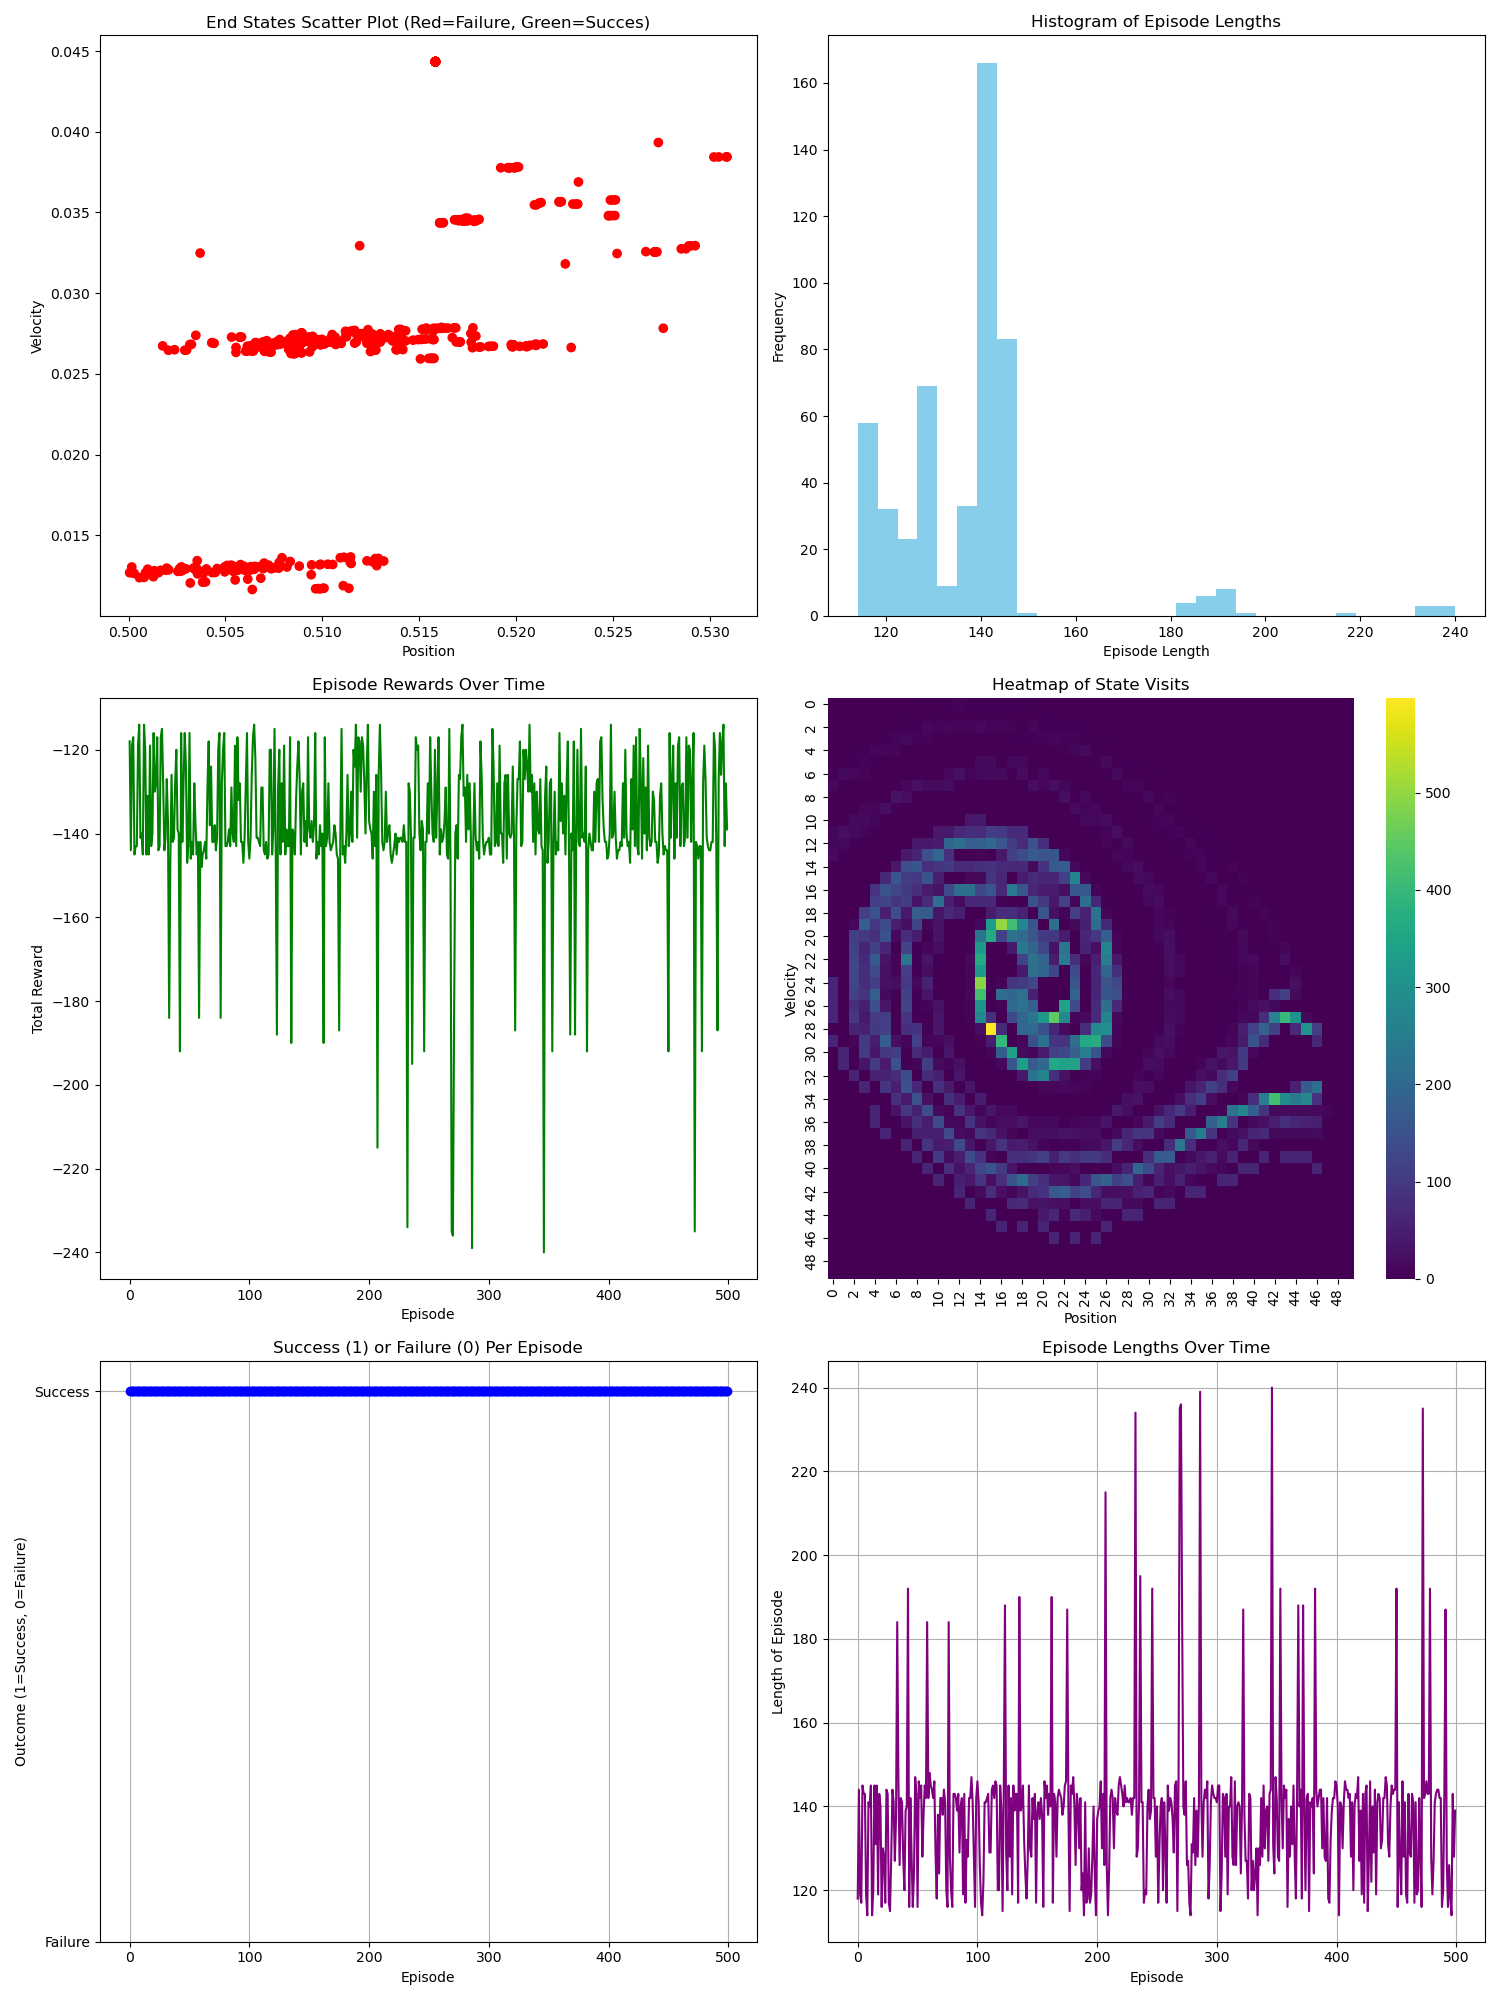 End States Scatter Plot (Red=Failure, Green=Succes)
0.045
0.040
0.035
0.030
0.025
0.020
0.015
Velocity
0.500 0.505 0.510 0.515 0.520 0.525 0.530
Position
Histogram of Episode Lengths
160
140
120
100
80
60
40
20
0
Frequency
120 140 160 180 200 220 240
Episode Length
Episode Rewards Over Time
−120
−140
−160
−180
−200
−220
−240
Total Reward
0 100 200 300 400 500
Episode
Heatmap of State Visits
0
2
4
6
8
10
12
14
16
18
20
22
24
26
28
30
32
34
36
38
40
42
44
46
48
Velocity
0 2 4 6 8 10 12 14 16 18 20 22 24 26 28 30 32 34 36 38 40 42 44 46 48
Position
500
400
300
200
100
0
Success (1) or Failure (0) Per Episode
Success
Failure
Outcome (1=Success, 0=Failure)
0 100 200 300 400 500
Episode
Episode Lengths Over Time
240
220
200
180
160
140
120
Length of Episode
0 100 200 300 400 500
Episode